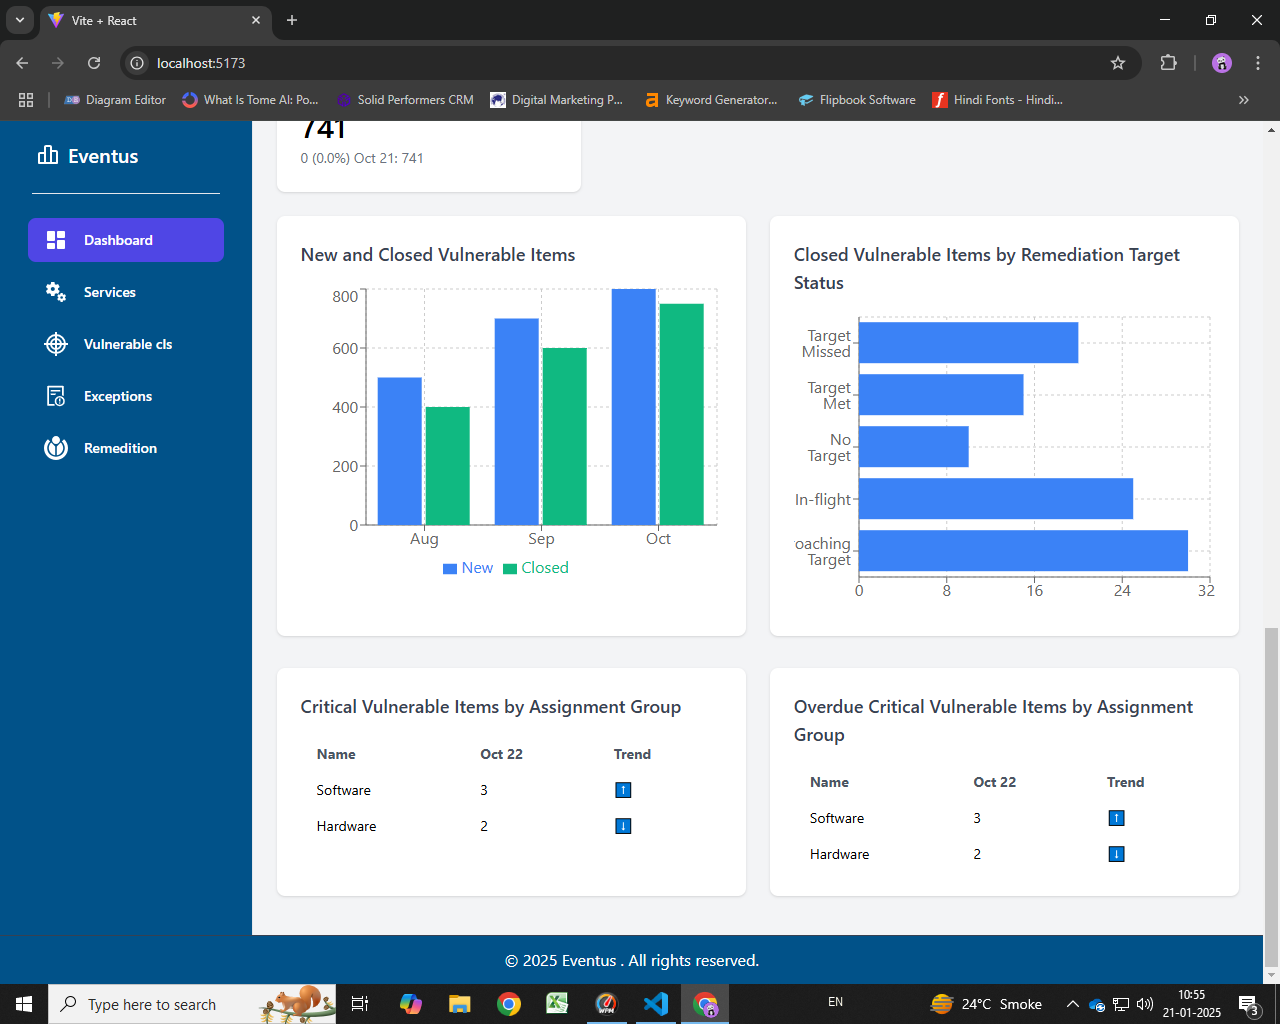 Vite + React
localhost:5173
Diagram Editor
What Is Tome AI: Po...
Solid Performers CRM
Digital Marketing P...
Keyword Generator...
Flipbook Software
Hindi Fonts - Hindi...
Eventus
Dashboard
Services
Vulnerable cls
Exceptions
Remedition
741
0 (0.0%) Oct 21: 741
New and Closed Vulnerable Items
800
600
400
200
0
Aug
Sep
Oct
New
Closed
Closed Vulnerable Items by Remediation Target
Status
Target
Missed
Target
Met
No
Target
In-flight
oaching
Target
0
8
16
24
32
Critical Vulnerable Items by Assignment Group
Name Oct 22 Trend
Software 3 ↑
Hardware 2 ↓
Overdue Critical Vulnerable Items by Assignment
Group
Name Oct 22 Trend
Software 3 ↑
Hardware 2 ↓
© 2025 Eventus . All rights reserved.
Type here to search
WPM
EN
24°C Smoke
10:55
21-01-2025
3